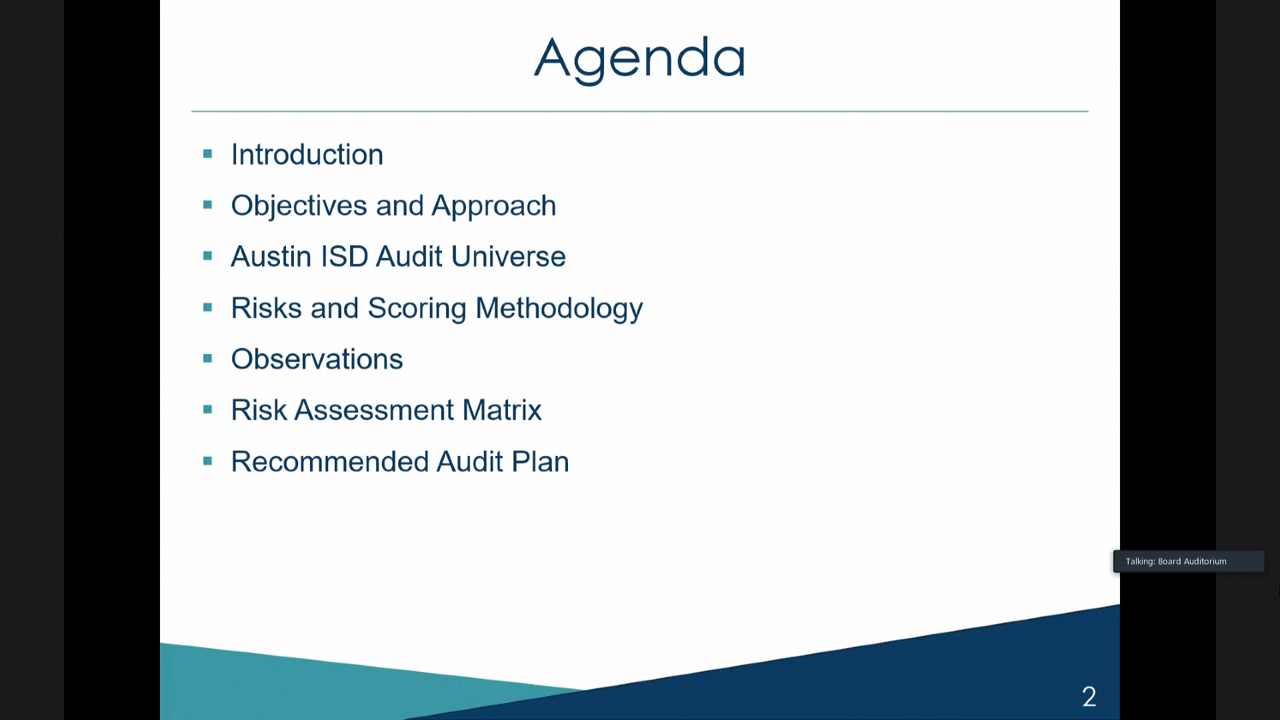 Agenda
Introduction
Objectives and Approach
Austin ISD Audit Universe
Risks and Scoring Methodology
Observations
Risk Assessment Matrix
Recommended Audit Plan
Talking: Board Auditorium
2